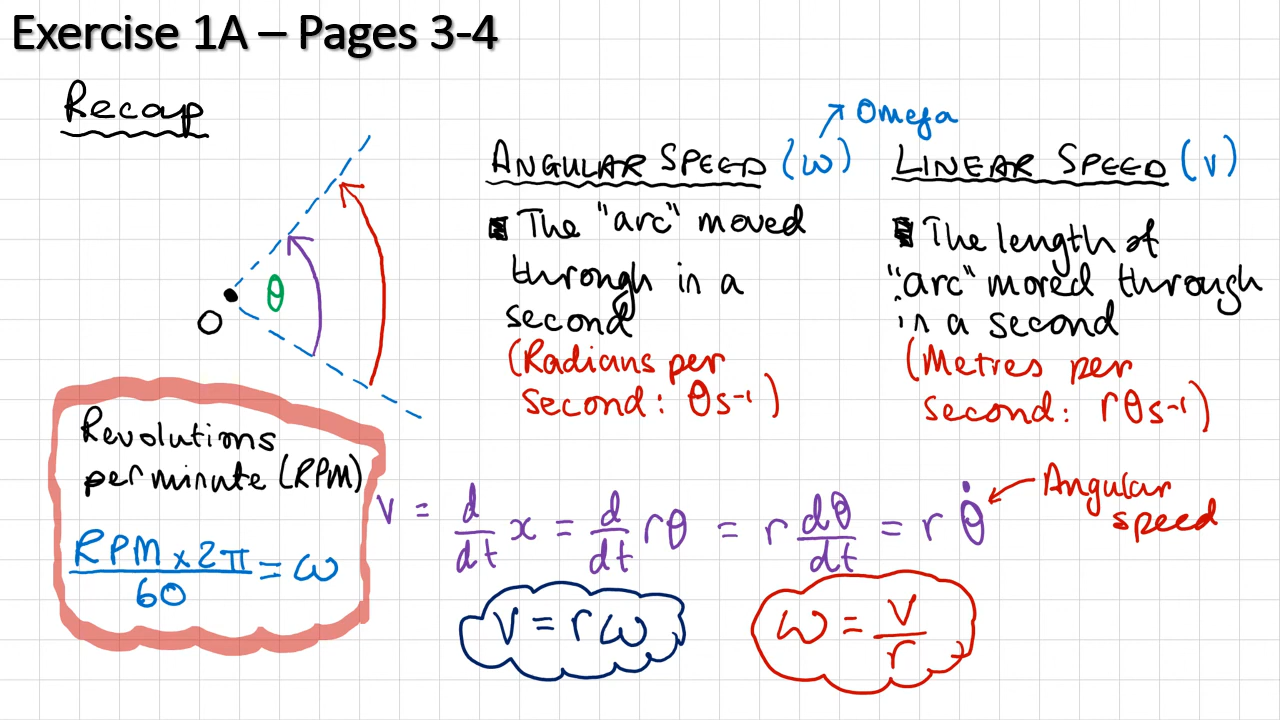 Exercise 1A – Pages 3-4
Recap
O
θ
Omega
ANGULAR SPEED (ω)
The "arc" moved
through in a
second
(Radians per
second: θs⁻¹)
LINEAR SPEED (v)
The length of
"arc" moved through
in a second
(Metres per
second: rθs⁻¹)
Revolutions
per minute (RPM)
RPM x 2π / 60 = ω
v = d/dt x = d/dt rθ = r dθ/dt = r θ̇
Angular
speed
v = rω
ω = v/r